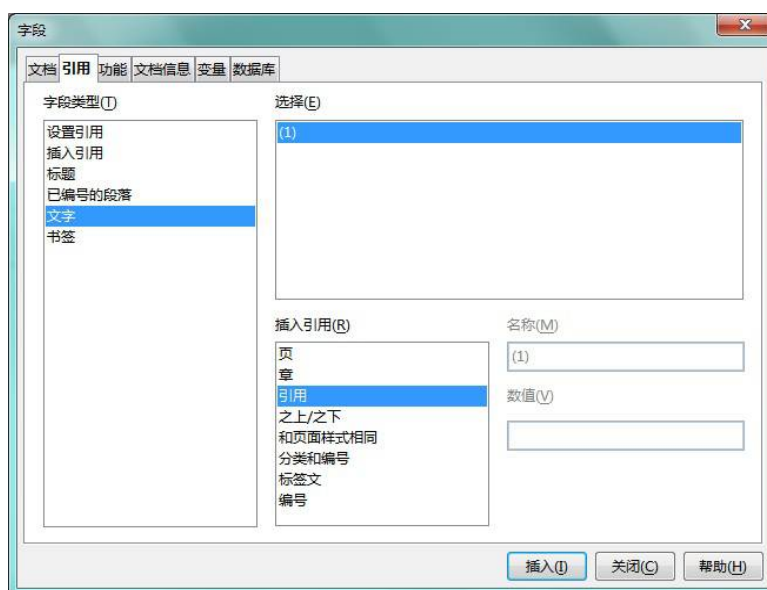 字段
文档 引用 功能 文档信息 变量 数据库
字段类型(T)
设置引用
插入引用
标题
已编号的段落
文字
书签
选择(E)
(1)
插入引用(R)
页
章
引用
之上/之下
和页面样式相同
分类和编号
标签文
编号
名称(M)
(1)
数值(V)
插入(I) 关闭(C) 帮助(H)